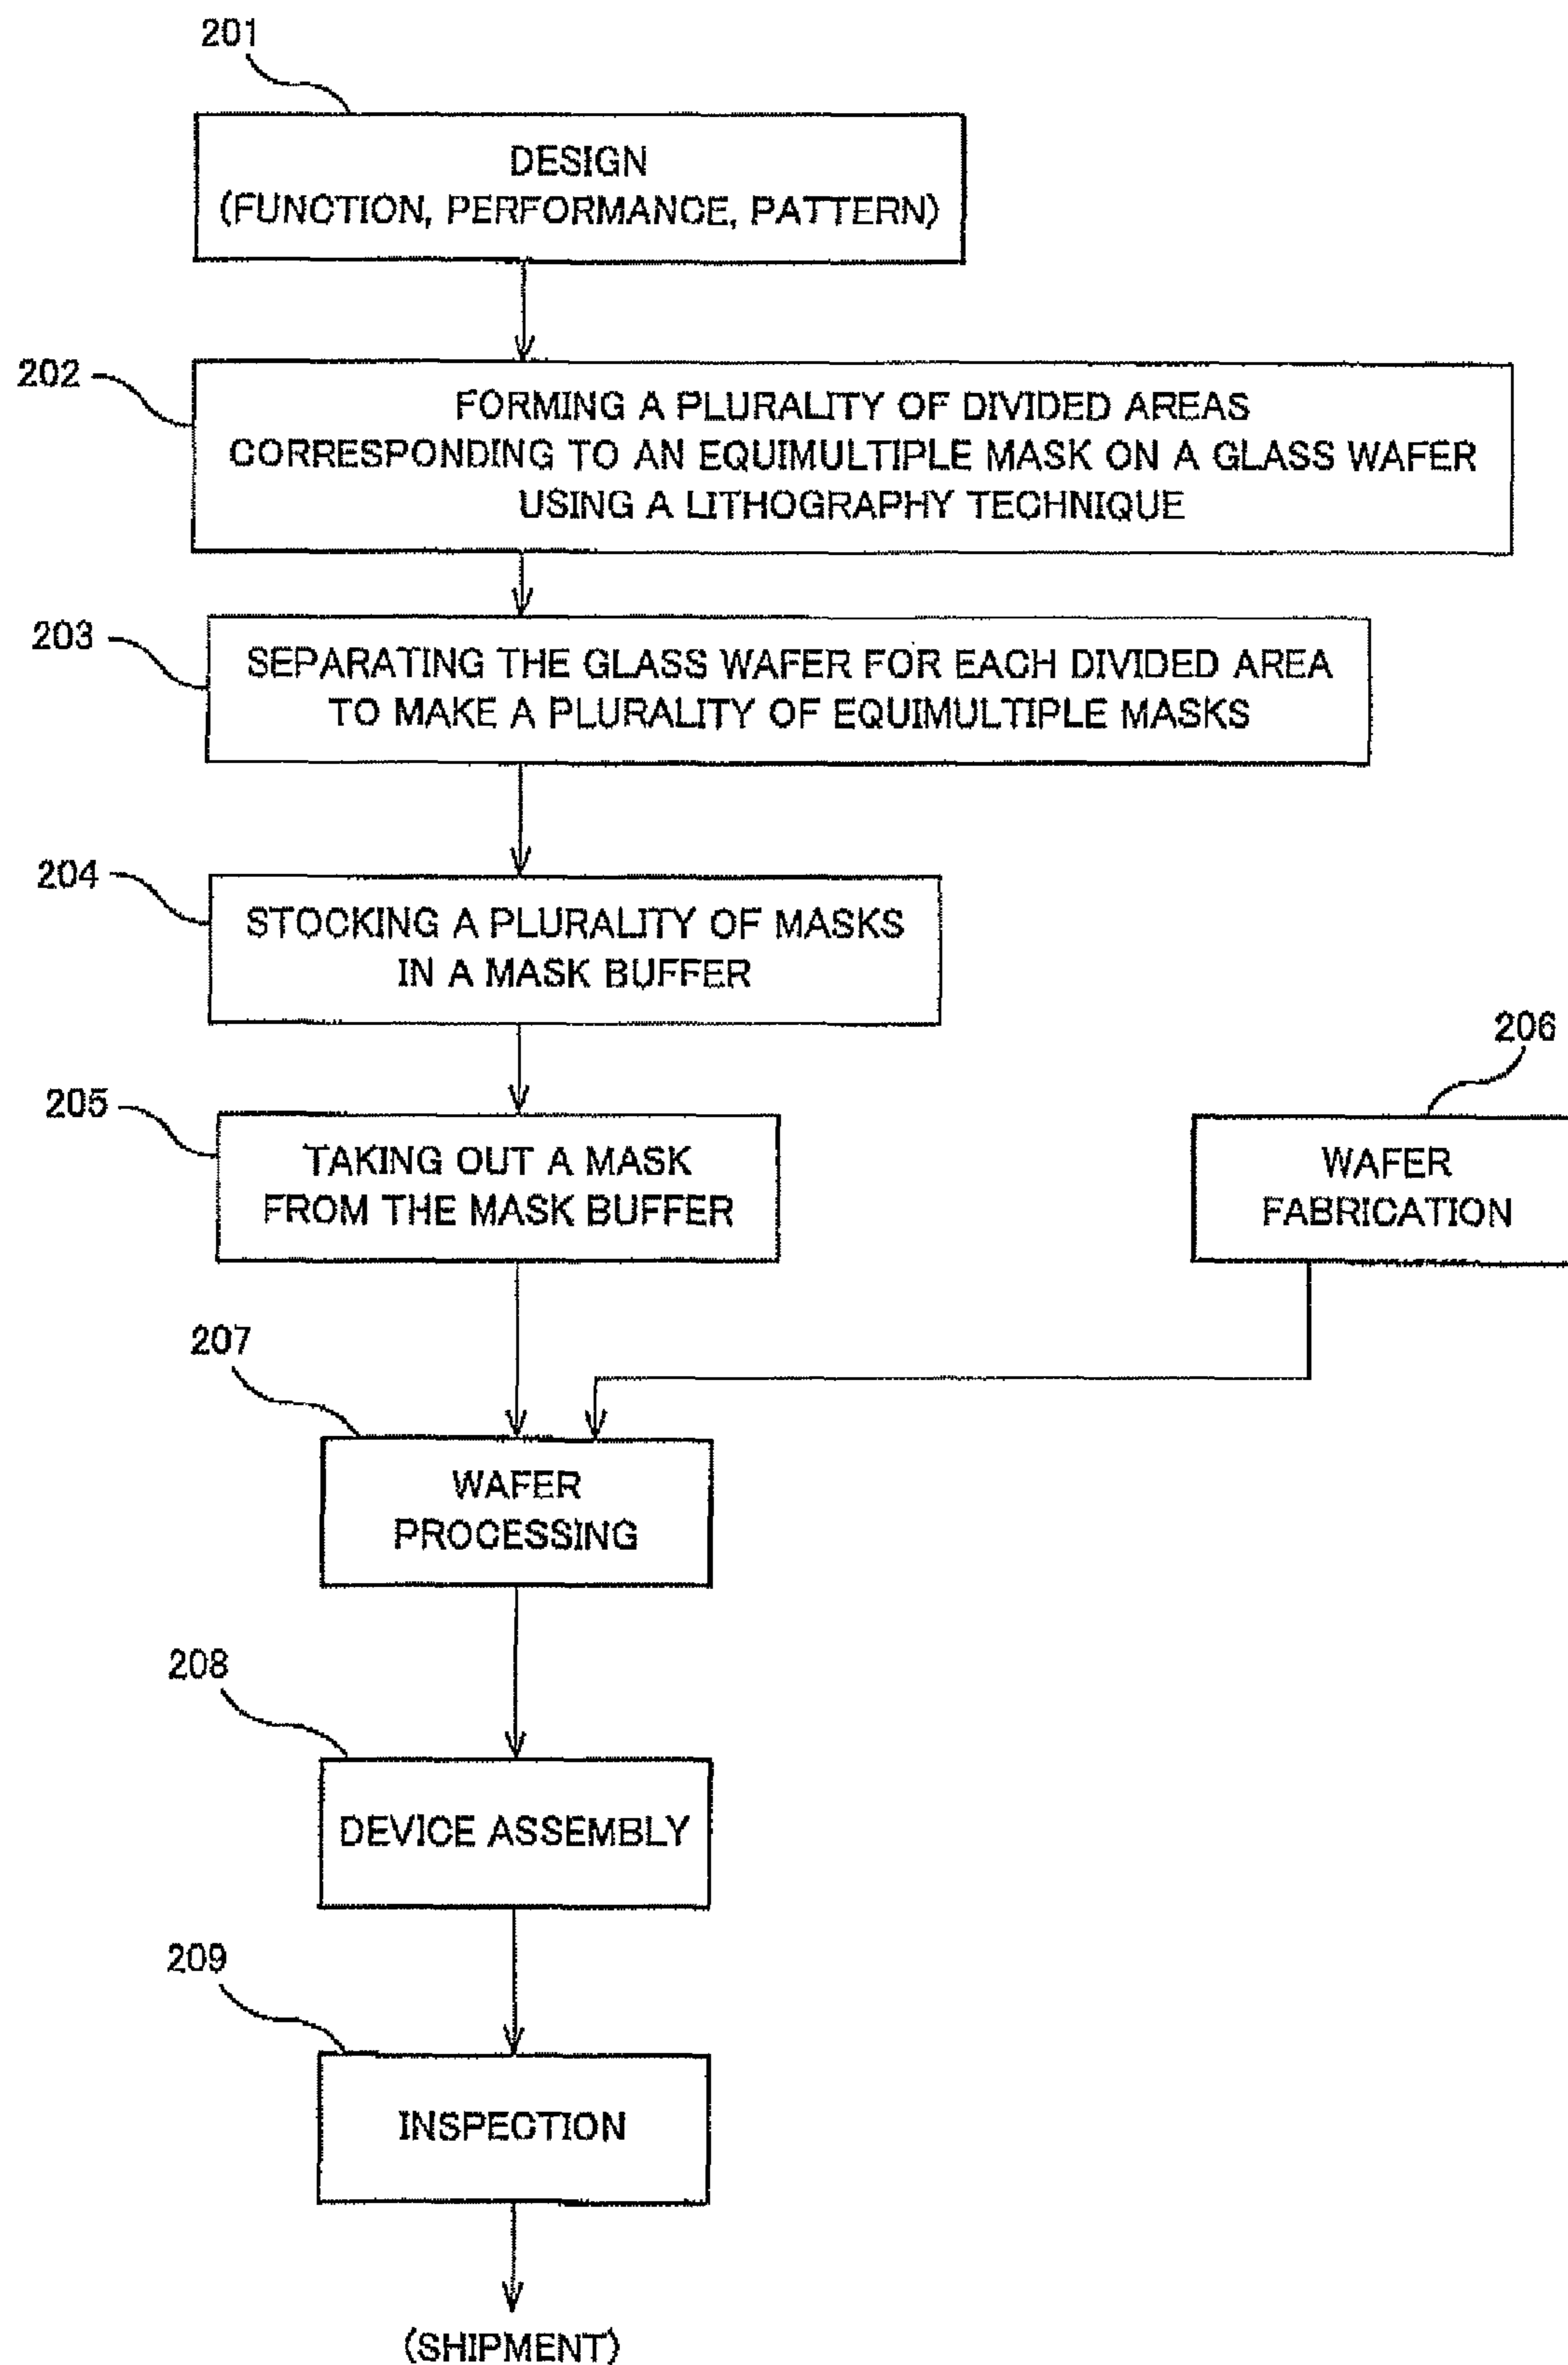 201
DESIGN
(FUNCTION, PERFORMANCE, PATTERN)
202
FORMING A PLURALITY OF DIVIDED AREAS
CORRESPONDING TO AN EQUIMULTIPLE MASK ON A GLASS WAFER
USING A LITHOGRAPHY TECHNIQUE
203
SEPARATING THE GLASS WAFER FOR EACH DIVIDED AREA
TO MAKE A PLURALITY OF EQUIMULTIPLE MASKS
204
STOCKING A PLURALITY OF MASKS
IN A MASK BUFFER
205
TAKING OUT A MASK
FROM THE MASK BUFFER
206
WAFER
FABRICATION
207
WAFER
PROCESSING
208
DEVICE ASSEMBLY
209
INSPECTION
(SHIPMENT)